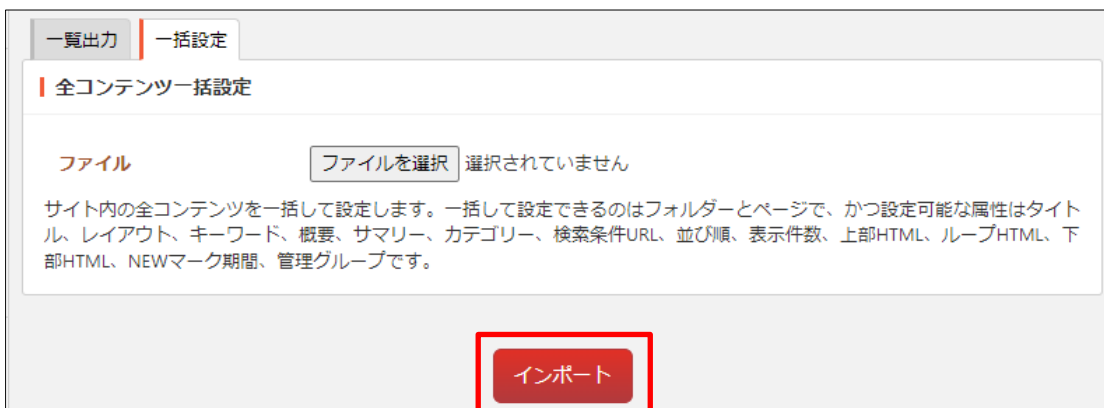 一覧出力 一括設定
全コンテンツ一括設定
ファイル ファイルを選択 選択されていません
サイト内の全コンテンツを一括して設定します。一括して設定できるのはフォルダーとページで、かつ設定可能な属性はタイト
ル、レイアウト、キーワード、概要、サマリー、カテゴリー、検索条件URL、並び順、表示件数、上部HTML、ループHTML、下
部HTML、NEWマーク期間、管理グループです。
インポート